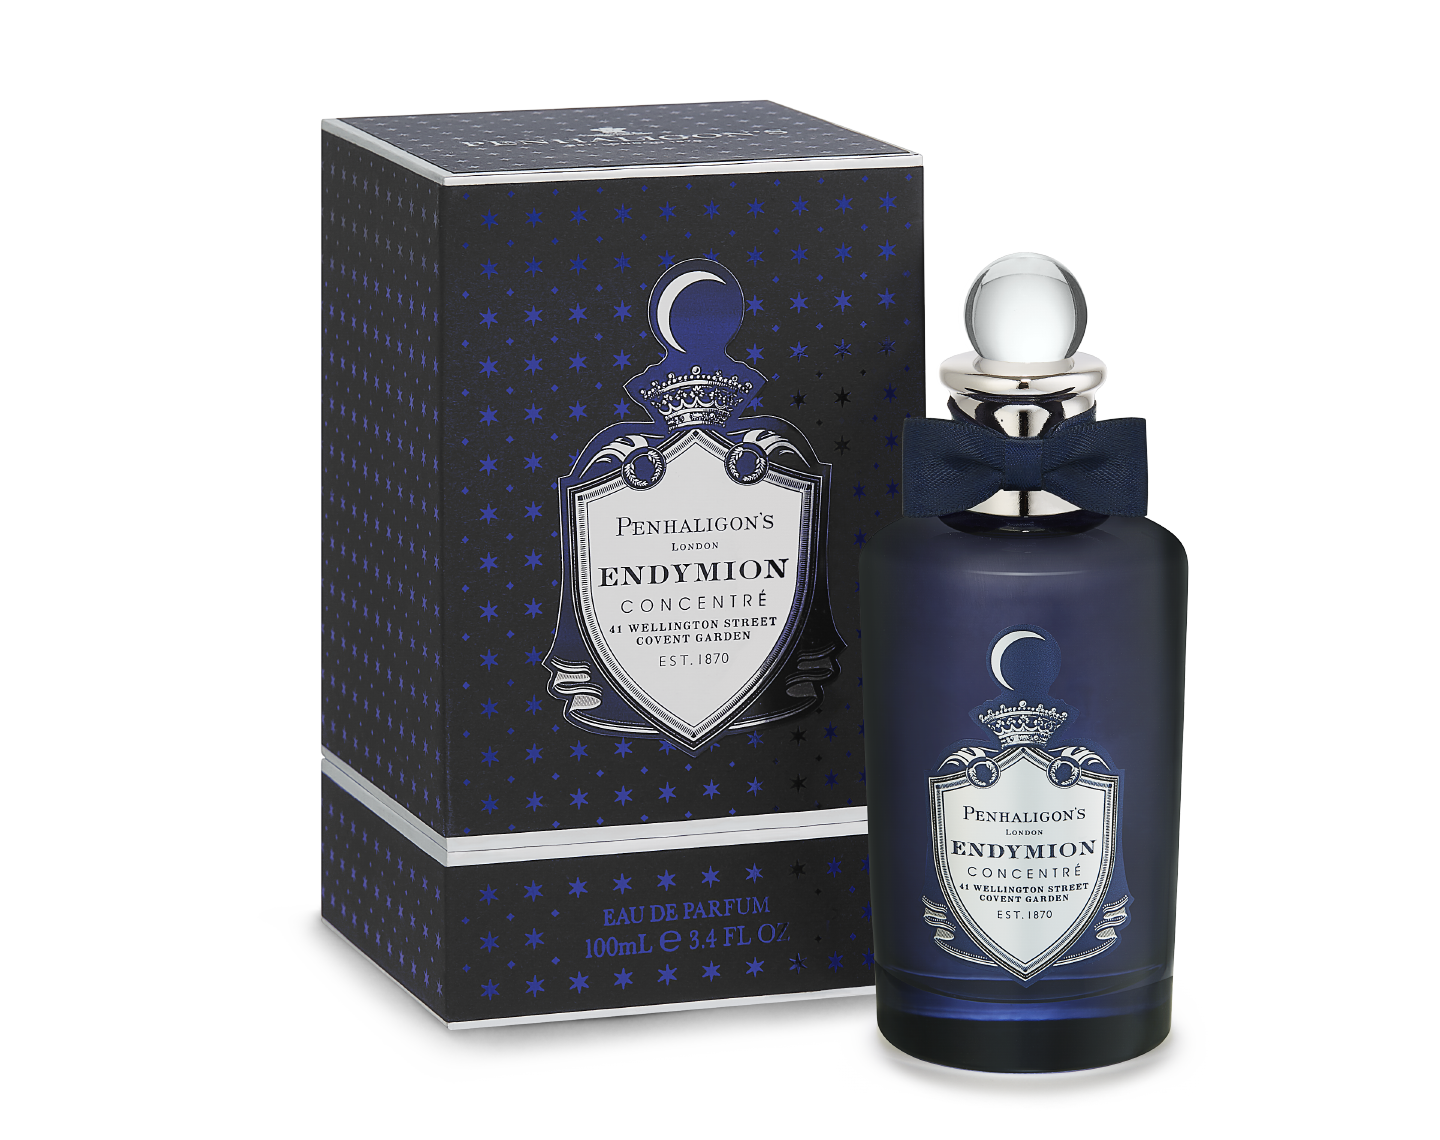 PENHALIGON'S
PENHALIGON'S
LONDON
ENDYMION
CONCENTRÉ
41 WELLINGTON STREET
COVENT GARDEN
EST. 1870
EAU DE PARFUM
100mL ℮ 3.4 FL OZ
PENHALIGON'S
LONDON
ENDYMION
CONCENTRÉ
41 WELLINGTON STREET
COVENT GARDEN
EST. 1870